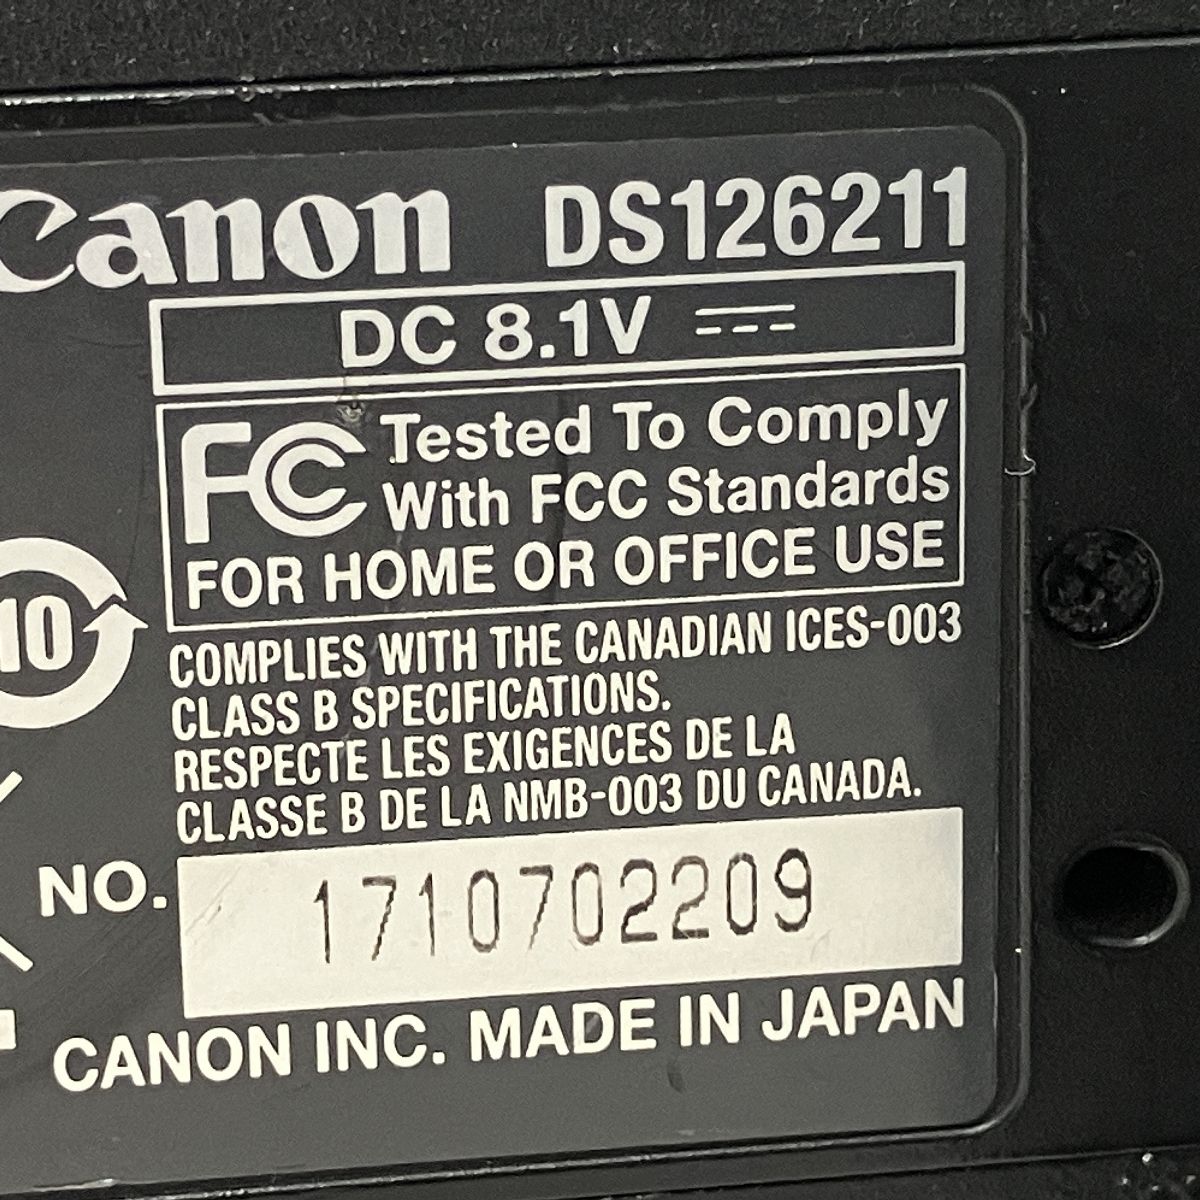 Canon DS126211
DC 8.1V
FC Tested To Comply
With FCC Standards
FOR HOME OR OFFICE USE
10
COMPLIES WITH THE CANADIAN ICES-003
CLASS B SPECIFICATIONS.
RESPECTE LES EXIGENCES DE LA
CLASSE B DE LA NMB-003 DU CANADA.
NO. 1710702209
CANON INC. MADE IN JAPAN